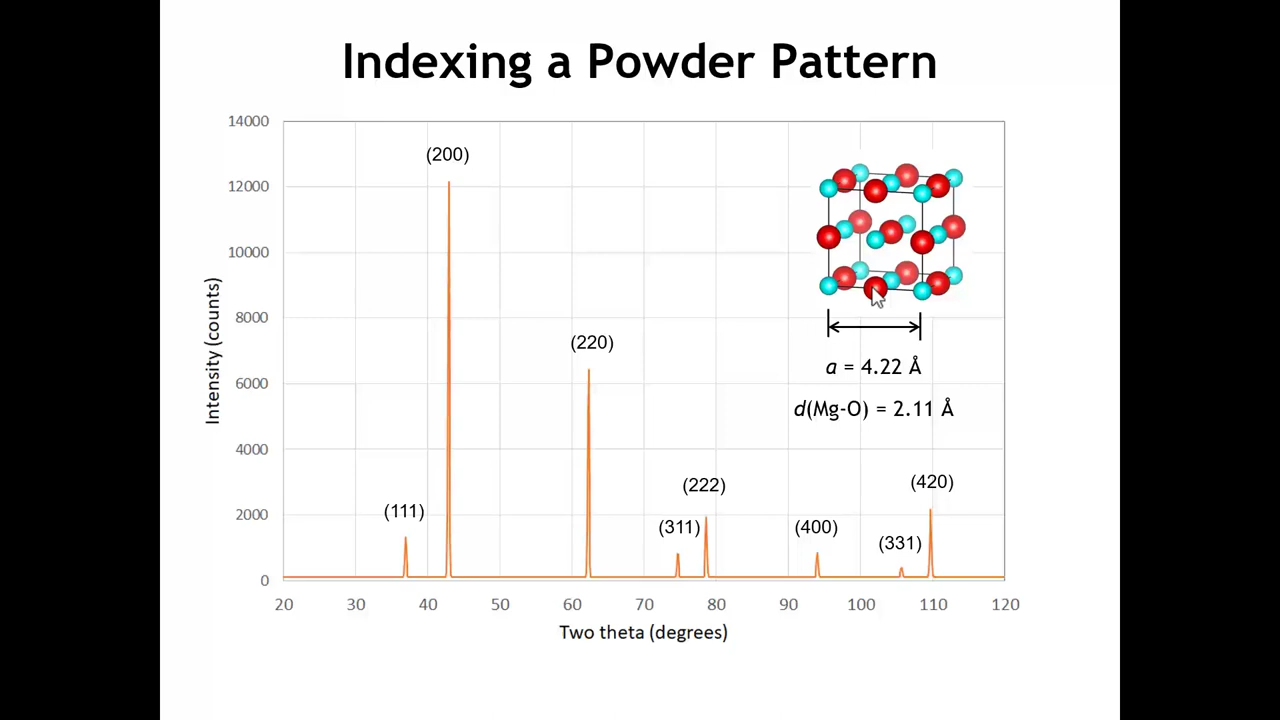 Indexing a Powder Pattern
14000
12000
10000
8000
6000
4000
2000
0
Intensity (counts)
(111)
(200)
(220)
(311)
(222)
(400)
(331)
(420)
a = 4.22 Å
d(Mg-O) = 2.11 Å
20 30 40 50 60 70 80 90 100 110 120
Two theta (degrees)